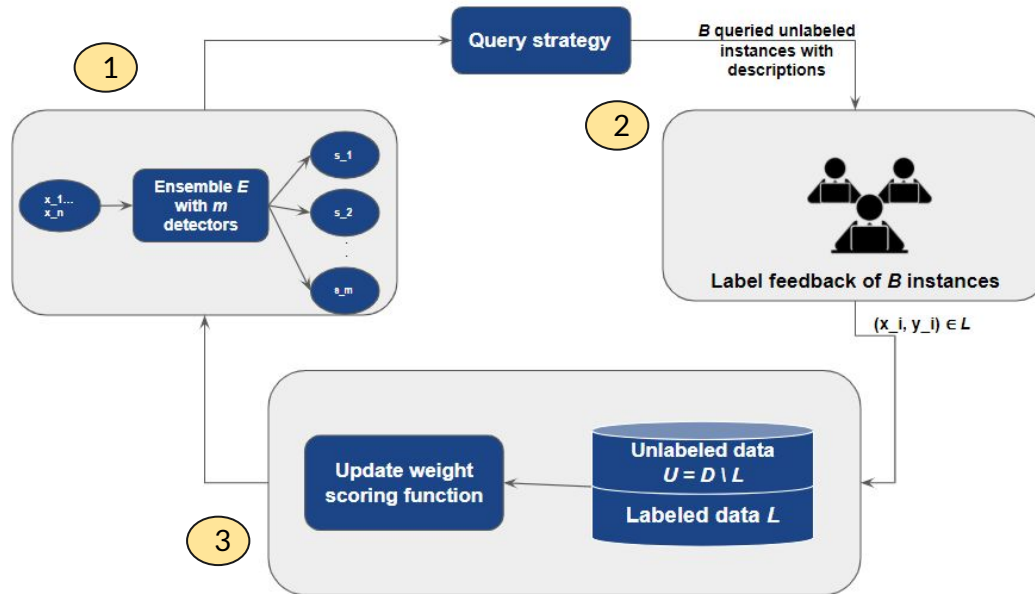 1
Query strategy
B queried unlabeled
instances with
descriptions
2
x_1...
x_n
Ensemble E
with m
detectors
s_1
s_2
.
.
s_m
Label feedback of B instances
(x_i, y_i) ∈ L
3
Update weight
scoring function
Unlabeled data
U = D \ L
Labeled data L